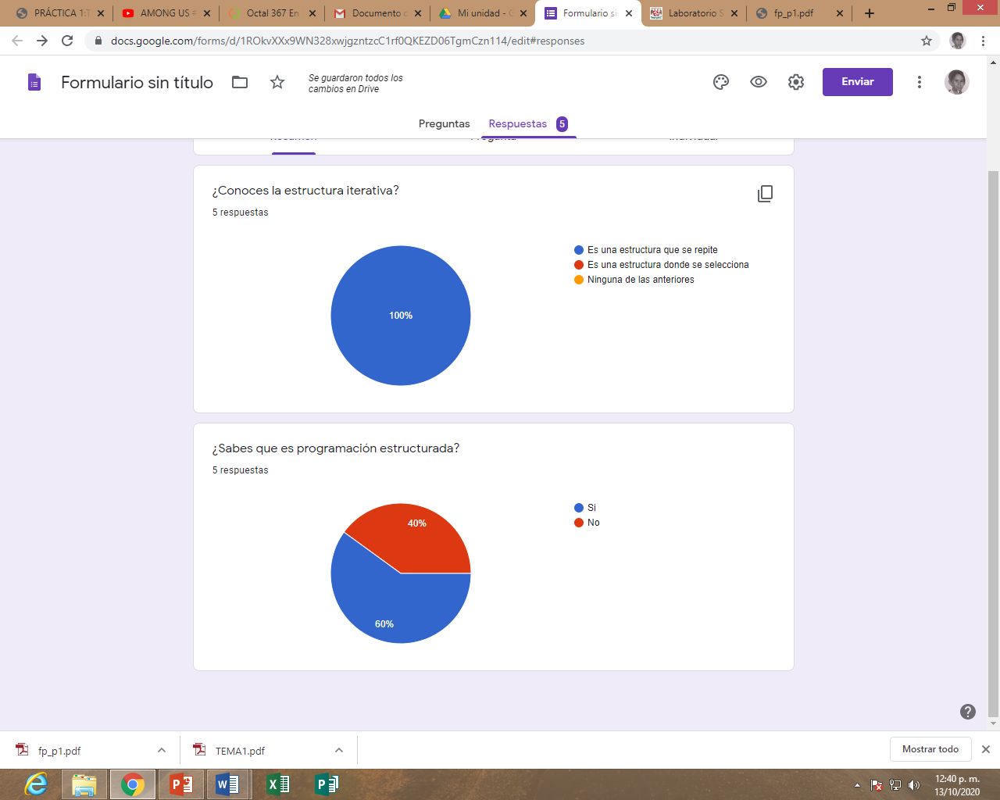 PRÁCTICA 1:T
AMONG US #
Octal 367 En
Documento d
Mi unidad - G
Formulario sin
Laboratorio S
fp_p1.pdf
docs.google.com/forms/d/1ROkvXXx9WN328xwjgzntzcC1rf0QKEZD06TgmCzn114/edit#responses
Formulario sin título
Se guardaron todos los
cambios en Drive
Enviar
Preguntas
Respuestas 5
Resumen
Pregunta
Individual
¿Conoces la estructura iterativa?
5 respuestas
Es una estructura que se repite
Es una estructura donde se selecciona
Ninguna de las anteriores
100%
¿Sabes que es programación estructurada?
5 respuestas
Si
No
40%
60%
fp_p1.pdf
TEMA1.pdf
Mostrar todo
12:40 p. m.
13/10/2020